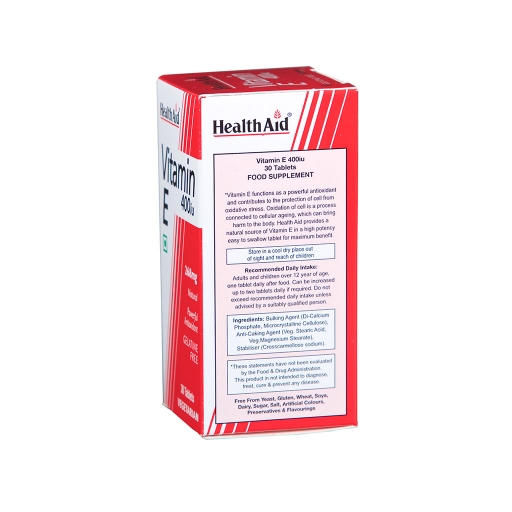 HealthAid
Vitamin
E
400iu
268mg
Natural
Powerful
Antioxidant
GELATINE
FREE
30 Tablets
VEGETARIAN
HealthAid®
Vitamin E 400iu
30 Tablets
FOOD SUPPLEMENT
*Vitamin E functions as a powerful antioxidant
and contributes to the protection of cell from
oxidative stress. Oxidation of cell is a process
connected to cellular ageing, which can bring
harm to the body. Health Aid provides a
natural source of Vitamin E in a high potency
easy to swallow tablet for maximum benefit.
Store in a cool dry place out
of sight and reach of children
Recommended Daily Intake:
Adults and children over 12 year of age,
one tablet daily after food. Can be increased
up to two tablets daily if required. Do not
exceed recommended daily intake unless
advised by a suitably qualified person.
Ingredients: Bulking Agent (Di-Calcium
Phosphate, Microcrystalline Cellulose),
Anti-Caking Agent (Veg. Stearic Acid,
Veg.Magnesium Stearate),
Stabiliser (Crosscarmellose sodium).
*These statements have not been evaluated
by the Food & Drug Administration.
This product in not intended to diagnose,
treat, cure & prevent any disease.
Free From Yeast, Gluten, Wheat, Soya,
Dairy, Sugar, Salt, Artificial Colours,
Preservatives & Flavourings